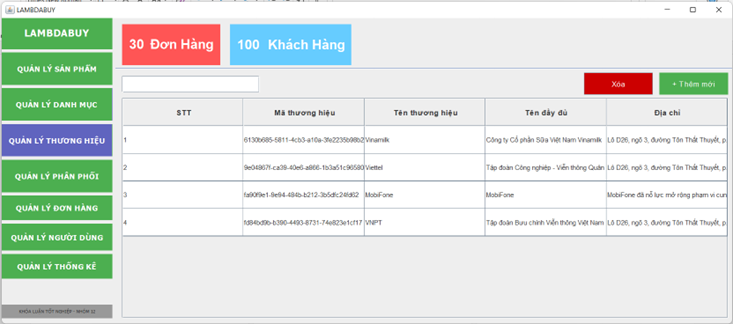 LAMBDABUY
LAMBDABUY
30 Đơn Hàng
100 Khách Hàng
QUẢN LÝ SẢN PHẨM
QUẢN LÝ DANH MỤC
QUẢN LÝ THƯƠNG HIỆU
QUẢN LÝ PHÂN PHỐI
QUẢN LÝ ĐƠN HÀNG
QUẢN LÝ NGƯỜI DÙNG
QUẢN LÝ THỐNG KÊ
KHÓA LUẬN TỐT NGHIỆP - NHÓM 12
Xóa
+ Thêm mới
STT Mã thương hiệu Tên thương hiệu Tên đầy đủ Địa chỉ
1 6130b685-5811-4cb3-a10a-3fe2235b98b2 Vinamilk Công ty Cổ phần Sữa Việt Nam Vinamilk Lô D26, ngõ 3, đường Tôn Thất Thuyết, p
2 9e04867f-ca39-40e6-a866-1b3a51c96580 Viettel Tập đoàn Công nghiệp - Viễn thông Quân Lô D26, ngõ 3, đường Tôn Thất Thuyết, p
3 fa90f9e1-9e94-484b-b212-3b5dfc24fd62 MobiFone MobiFone MobiFone đã nỗ lực mở rộng phạm vi cun
4 fd84bd9b-b390-4493-8731-74e823e1cf17 VNPT Tập đoàn Bưu chính Viễn thông Việt Nam Lô D26, ngõ 3, đường Tôn Thất Thuyết, p